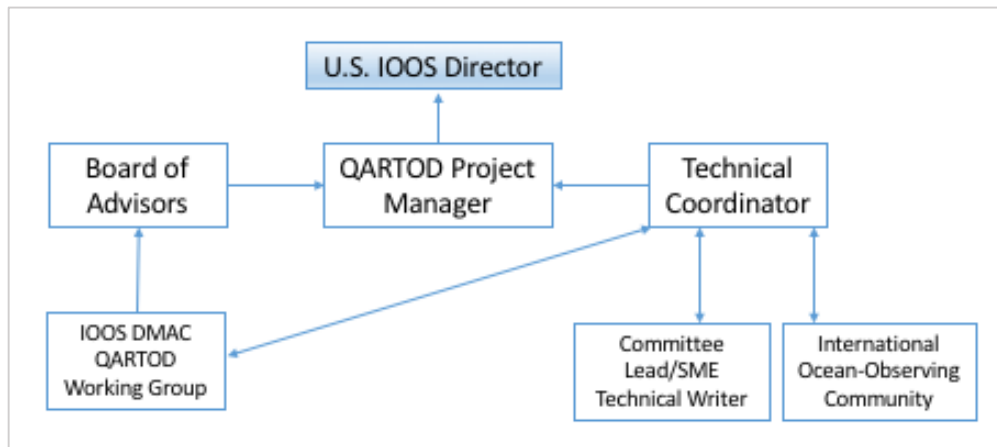 U.S. IOOS Director
Board of
Advisors
QARTOD Project
Manager
Technical
Coordinator
IOOS DMAC
QARTOD
Working Group
Committee
Lead/SME
Technical Writer
International
Ocean-Observing
Community